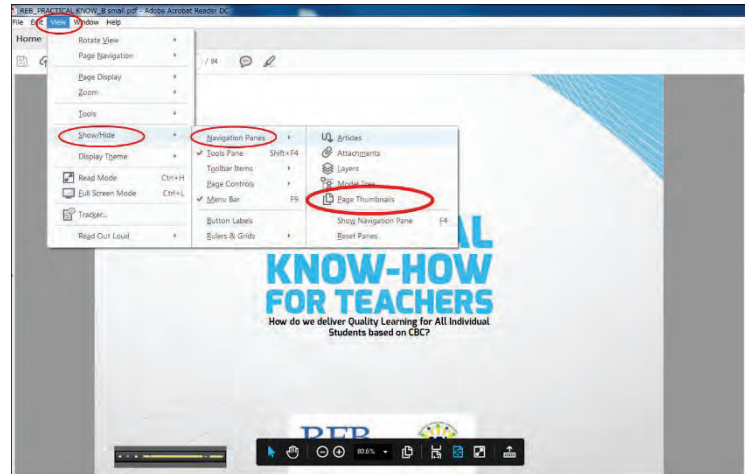 REB_PRACTICAL KNOW_B small.pdf - Adobe Acrobat Reader DC
File Edit View Window Help
Home
/ 94
Rotate View
Page Navigation
Page Display
Zoom
Tools
Show/Hide
Display Theme
Read Mode Ctrl+H
Full Screen Mode Ctrl+L
Tracker...
Read Out Loud
Navigation Panes
Tools Pane Shift+F4
Toolbar Items
Page Controls
Menu Bar F9
Button Labels
Rulers & Grids
Articles
Attachments
Layers
Model Tree
Page Thumbnails
Show Navigation Pane F4
Reset Panes
AL
KNOW-HOW
FOR TEACHERS
How do we deliver Quality Learning for All Individual
Students based on CBC?
REB
80.6%